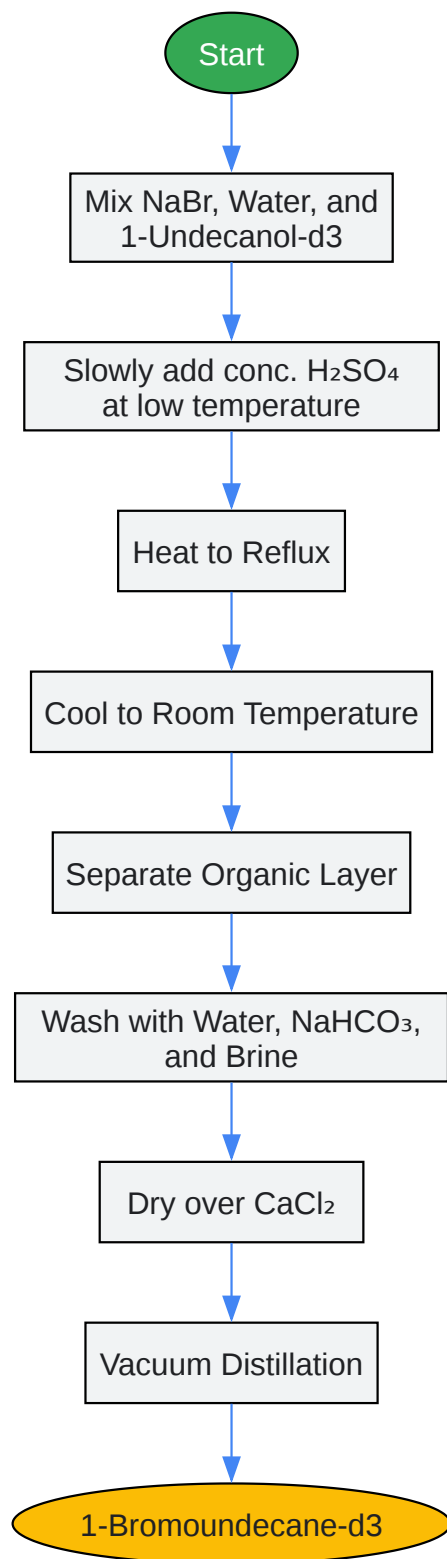 Start
Mix NaBr, Water, and
1-Undecanol-d3
Slowly add conc. H₂SO₄
at low temperature
Heat to Reflux
Cool to Room Temperature
Separate Organic Layer
Wash with Water, NaHCO₃,
and Brine
Dry over CaCl₂
Vacuum Distillation
1-Bromoundecane-d3